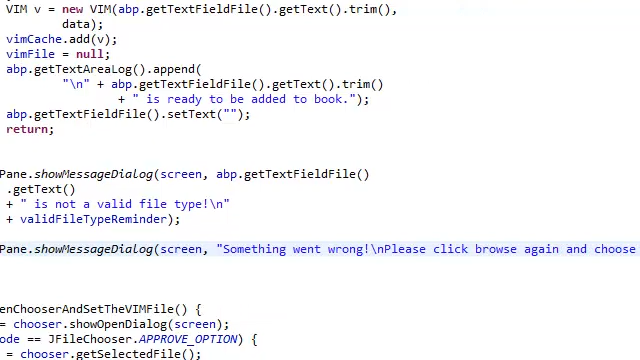 VIM v = new VIM(abp.getTextFieldFile().getText().trim(),
data);
vimCache.add(v);
vimFile = null;
abp.getTextAreaLog().append(
"\n" + abp.getTextFieldFile().getText().trim()
+ " is ready to be added to book.");
abp.getTextFieldFile().setText("");
return;
Pane.showMessageDialog(screen, abp.getTextFieldFile()
.getText()
+ " is not a valid file type!\n"
+ validFileTypeReminder);
Pane.showMessageDialog(screen, "Something went wrong!\nPlease click browse again and choose
enChooserAndSetTheVIMFile() {
= chooser.showOpenDialog(screen);
ode == JFileChooser.APPROVE_OPTION) {
= chooser.getSelectedFile();